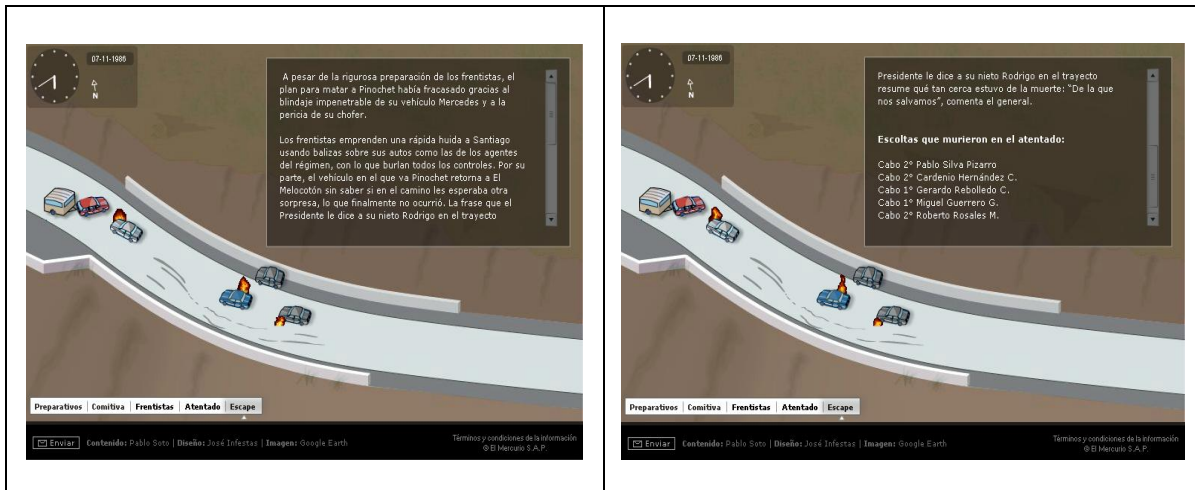 07-11-1986
N
A pesar de la rigurosa preparación de los frentistas, el
plan para matar a Pinochet había fracasado gracias al
blindaje impenetrable de su vehículo Mercedes y a la
pericia de su chofer.
Los frentistas emprenden una rápida huida a Santiago
usando balizas sobre sus autos como las de los agentes
del régimen, con lo que burlan todos los controles. Por su
parte, el vehículo en el que va Pinochet retorna a El
Melocotón sin saber si en el camino les esperaba otra
sorpresa, lo que finalmente no ocurrió. La frase que el
Presidente le dice a su nieto Rodrigo en el trayecto
Preparativos | Comitiva | Frentistas | Atentado | Escape
Enviar Contenido: Pablo Soto | Diseño: José Infestas | Imagen: Google Earth
Términos y condiciones de la información
© El Mercurio S.A.P.
07-11-1986
N
Presidente le dice a su nieto Rodrigo en el trayecto
resume qué tan cerca estuvo de la muerte: "De la que
nos salvamos", comenta el general.
Escoltas que murieron en el atentado:
Cabo 2° Pablo Silva Pizarro
Cabo 2° Cardenio Hernández C.
Cabo 1° Gerardo Rebolledo C.
Cabo 1° Miguel Guerrero G.
Cabo 2° Roberto Rosales M.
Preparativos | Comitiva | Frentistas | Atentado | Escape
Enviar Contenido: Pablo Soto | Diseño: José Infestas | Imagen: Google Earth
Términos y condiciones de la información
© El Mercurio S.A.P.